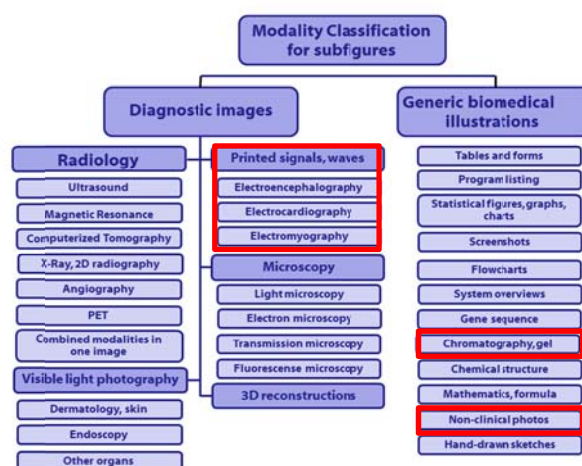 Modality Classification
for subfigures
Diagnostic images
Radiology
Ultrasound
Magnetic Resonance
Computerized Tomography
X-Ray, 2D radiography
Angiography
PET
Combined modalities in
one image
Visible light photography
Dermatology, skin
Endoscopy
Other organs
Printed signals, waves
Electroencephalography
Electrocardiography
Electromyography
Microscopy
Light microscopy
Electron microscopy
Transmission microscopy
Fluorescense microscopy
3D reconstructions
Generic biomedical
illustrations
Tables and forms
Program listing
Statistical figures, graphs,
charts
Screenshots
Flowcharts
System overviews
Gene sequence
Chromatography, gel
Chemical structure
Mathematics, formula
Non-clinical photos
Hand-drawn sketches